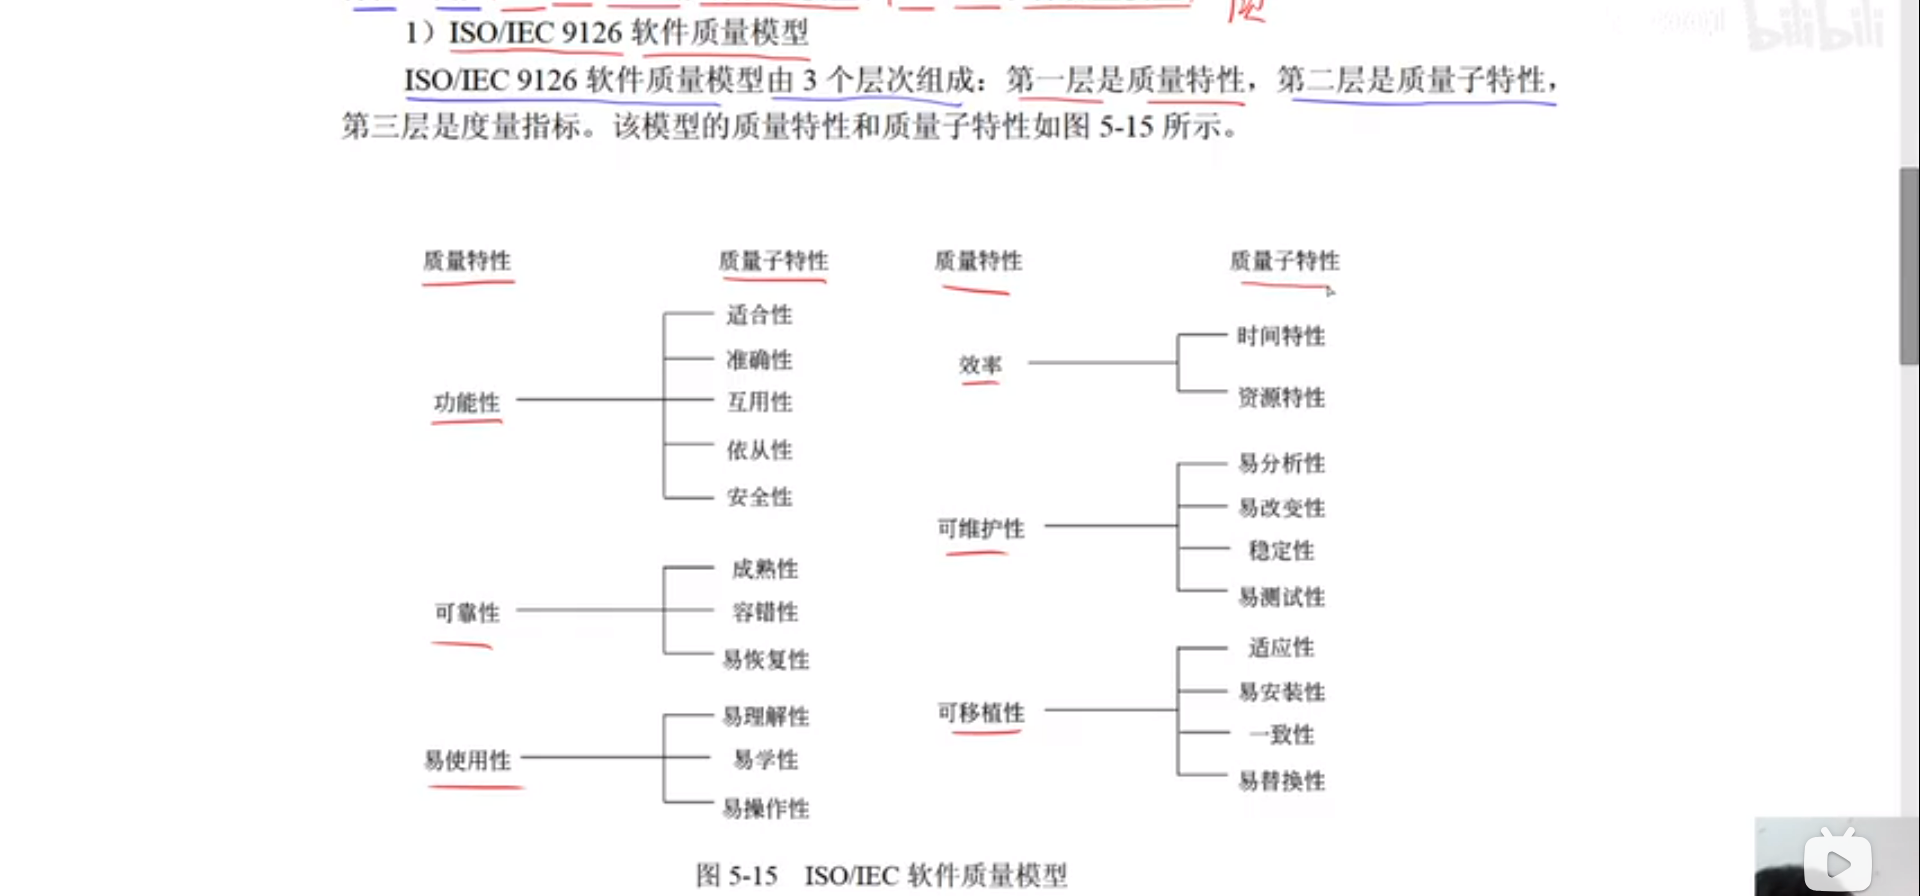 1）ISO/IEC 9126 软件质量模型
ISO/IEC 9126 软件质量模型由 3 个层次组成：第一层是质量特性，第二层是质量子特性，
第三层是度量指标。该模型的质量特性和质量子特性如图 5-15 所示。
质量特性 质量子特性 质量特性 质量子特性
功能性
适合性
准确性
互用性
依从性
安全性
可靠性
成熟性
容错性
易恢复性
易使用性
易理解性
易学性
易操作性
效率
时间特性
资源特性
可维护性
易分析性
易改变性
稳定性
易测试性
可移植性
适应性
易安装性
一致性
易替换性
图 5-15 ISO/IEC 软件质量模型
bilibili